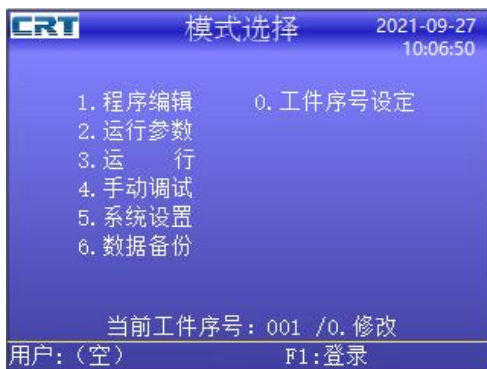 CRT 模式选择 2021-09-27
10:06:50
1.程序编辑 0.工件序号设定
2.运行参数
3.运 行
4.手动调试
5.系统设置
6.数据备份
当前工件序号: 001 /0.修改
用户:（空） F1:登录